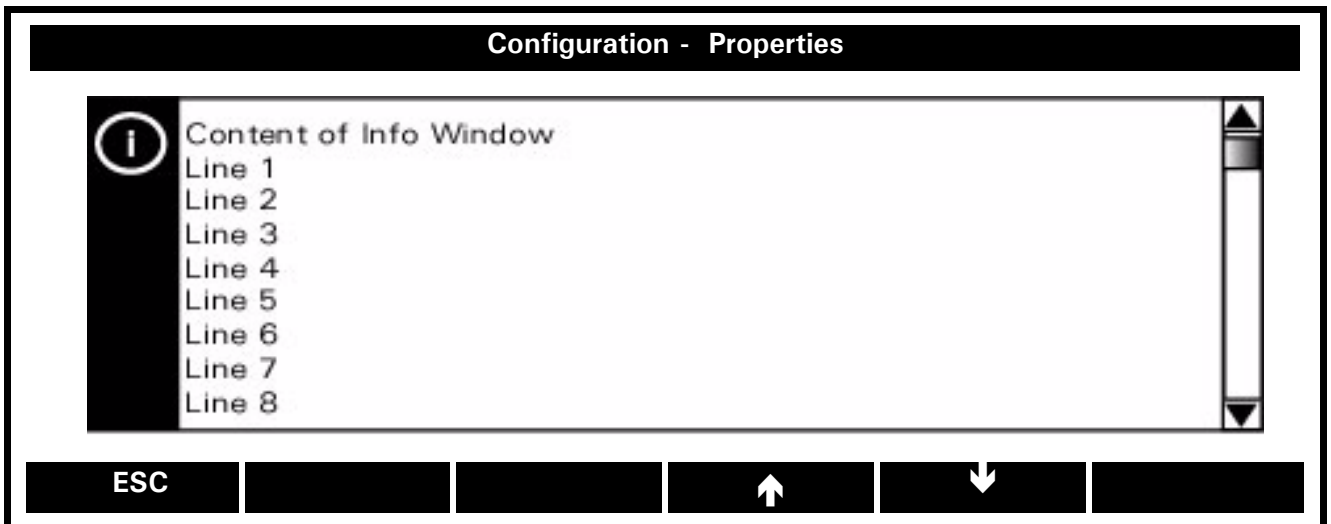 Configuration - Properties
i
Content of Info Window
Line 1
Line 2
Line 3
Line 4
Line 5
Line 6
Line 7
Line 8
ESC